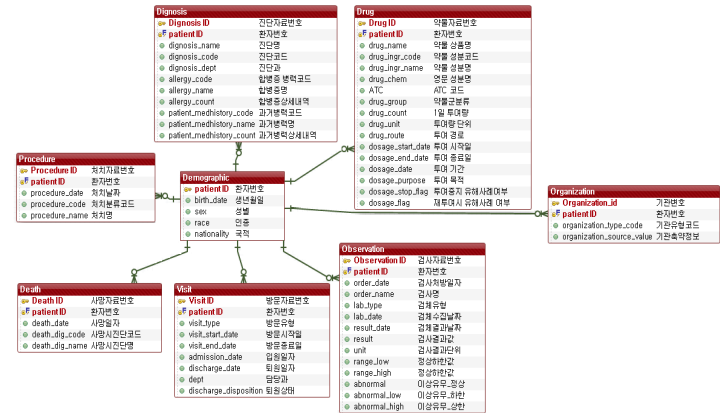 Dignosis
Dignosis ID 진단자료번호
patient ID 환자번호
dignosis_name 진단명
dignosis_code 진단코드
dignosis_dept 진단과
allergy_code 합병증 병력코드
allergy_name 합병증명
allergy_count 합병증상세내역
patient_medhistory_code 과거병력코드
patient_medhistory_name 과거병력명
patient_medhistory_count 과거병력상세내역
Drug
Drug ID 약물자료번호
patientID 환자번호
drug_name 약물 상품명
drug_ingr_code 약물 성분코드
drug_ingr_name 약물 성분명
drug_chem 영문 성분명
ATC ATC 코드
drug_group 약물군분류
drug_count 1일 투여량
drug_unit 투여량 단위
drug_route 투여 경로
dosage_start_date 투여 시작일
dosage_end_date 투여 종료일
dosage_date 투여 기간
dosage_purpose 투여 목적
dosage_stop_flag 투여중지 유해사례여부
dosage_flag 재투여시 유해사례 여부
Procedure
Procedure ID 처치자료번호
patient ID 환자번호
procedure_date 처치날짜
procedure_code 처치분류코드
procedure_name 처치명
Demographic
patient ID 환자번호
birth_date 생년월일
sex 성별
race 인종
nationality 국적
Organization
Organization_id 기관번호
patient ID 환자번호
organization_type_code 기관유형코드
organization_source_value 기관축약정보
Death
Death ID 사망자료번호
patient ID 환자번호
death_date 사망일자
death_dig_code 사망시진단코드
death_dig_name 사망시진단명
Visit
Visit ID 방문자료번호
patient ID 환자번호
visit_type 방문유형
visit_start_date 방문시작일
visit_end_date 방문종료일
admission_date 입원일자
discharge_date 퇴원일자
dept 담당과
discharge_disposition 퇴원상태
Observation
Observation ID 검사자료번호
patient ID 환자번호
order_date 검사처방일자
order_name 검사명
lab_type 검체유형
lab_date 검체수집날짜
result_date 검체결과날짜
result 검사결과값
unit 검사결과단위
range_low 정상하한값
range_high 정상상한값
abnormal 이상유무_정상
abnormal_low 이상유무_하한
abnormal_high 이상유무_상한